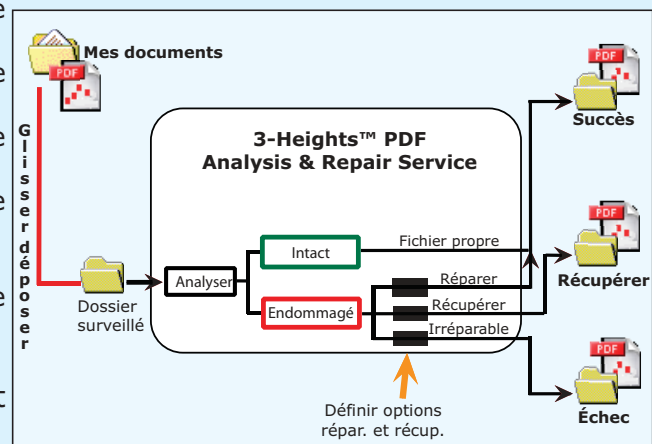 Mes documents
PDF
Glisser déposer
Dossier
surveillé
3-Heights™ PDF
Analysis & Repair Service
Analyser
Intact
Endommagé
Fichier propre
Réparer
Récupérer
Irréparable
Définir options
répar. et récup.
PDF
Succès
PDF
Récupérer
PDF
Échec